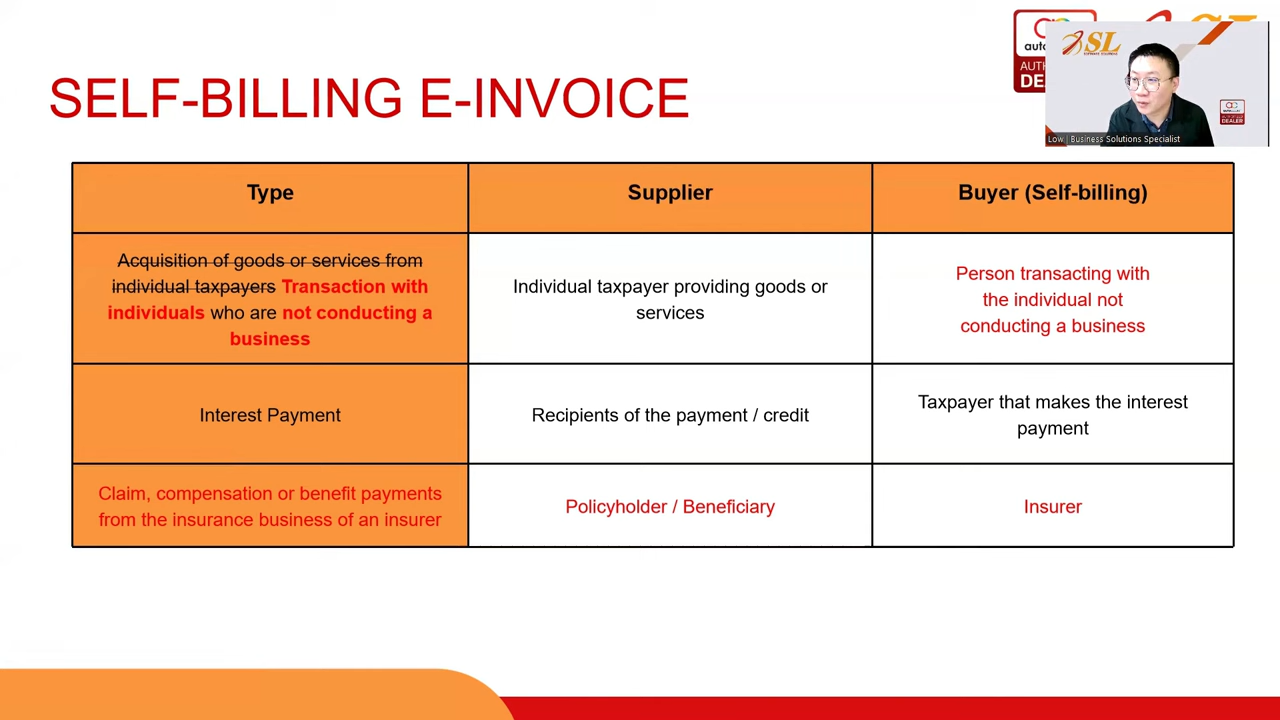 SELF-BILLING E-INVOICE
SL
Low | Business Solutions Specialist
Type
Supplier
Buyer (Self-billing)
Acquisition of goods or services from
individual taxpayers Transaction with
individuals who are not conducting a
business
Individual taxpayer providing goods or
services
Person transacting with
the individual not
conducting a business
Interest Payment
Recipients of the payment / credit
Taxpayer that makes the interest
payment
Claim, compensation or benefit payments
from the insurance business of an insurer
Policyholder / Beneficiary
Insurer